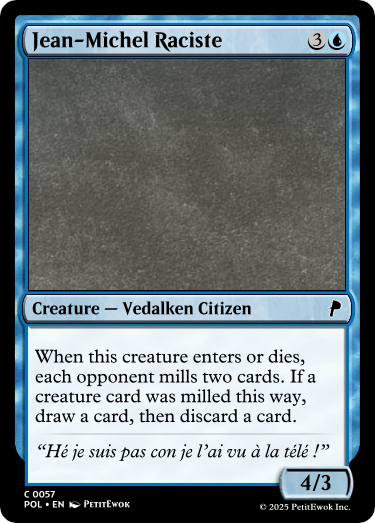 Jean-Michel Raciste 3
Creature — Vedalken Citizen
When this creature enters or dies,
each opponent mills two cards. If a
creature card was milled this way,
draw a card, then discard a card.
“Hé je suis pas con je l'ai vu à la télé !”
4/3
C 0057
POL • EN PetitEwok
© 2025 PetitEwok Inc.